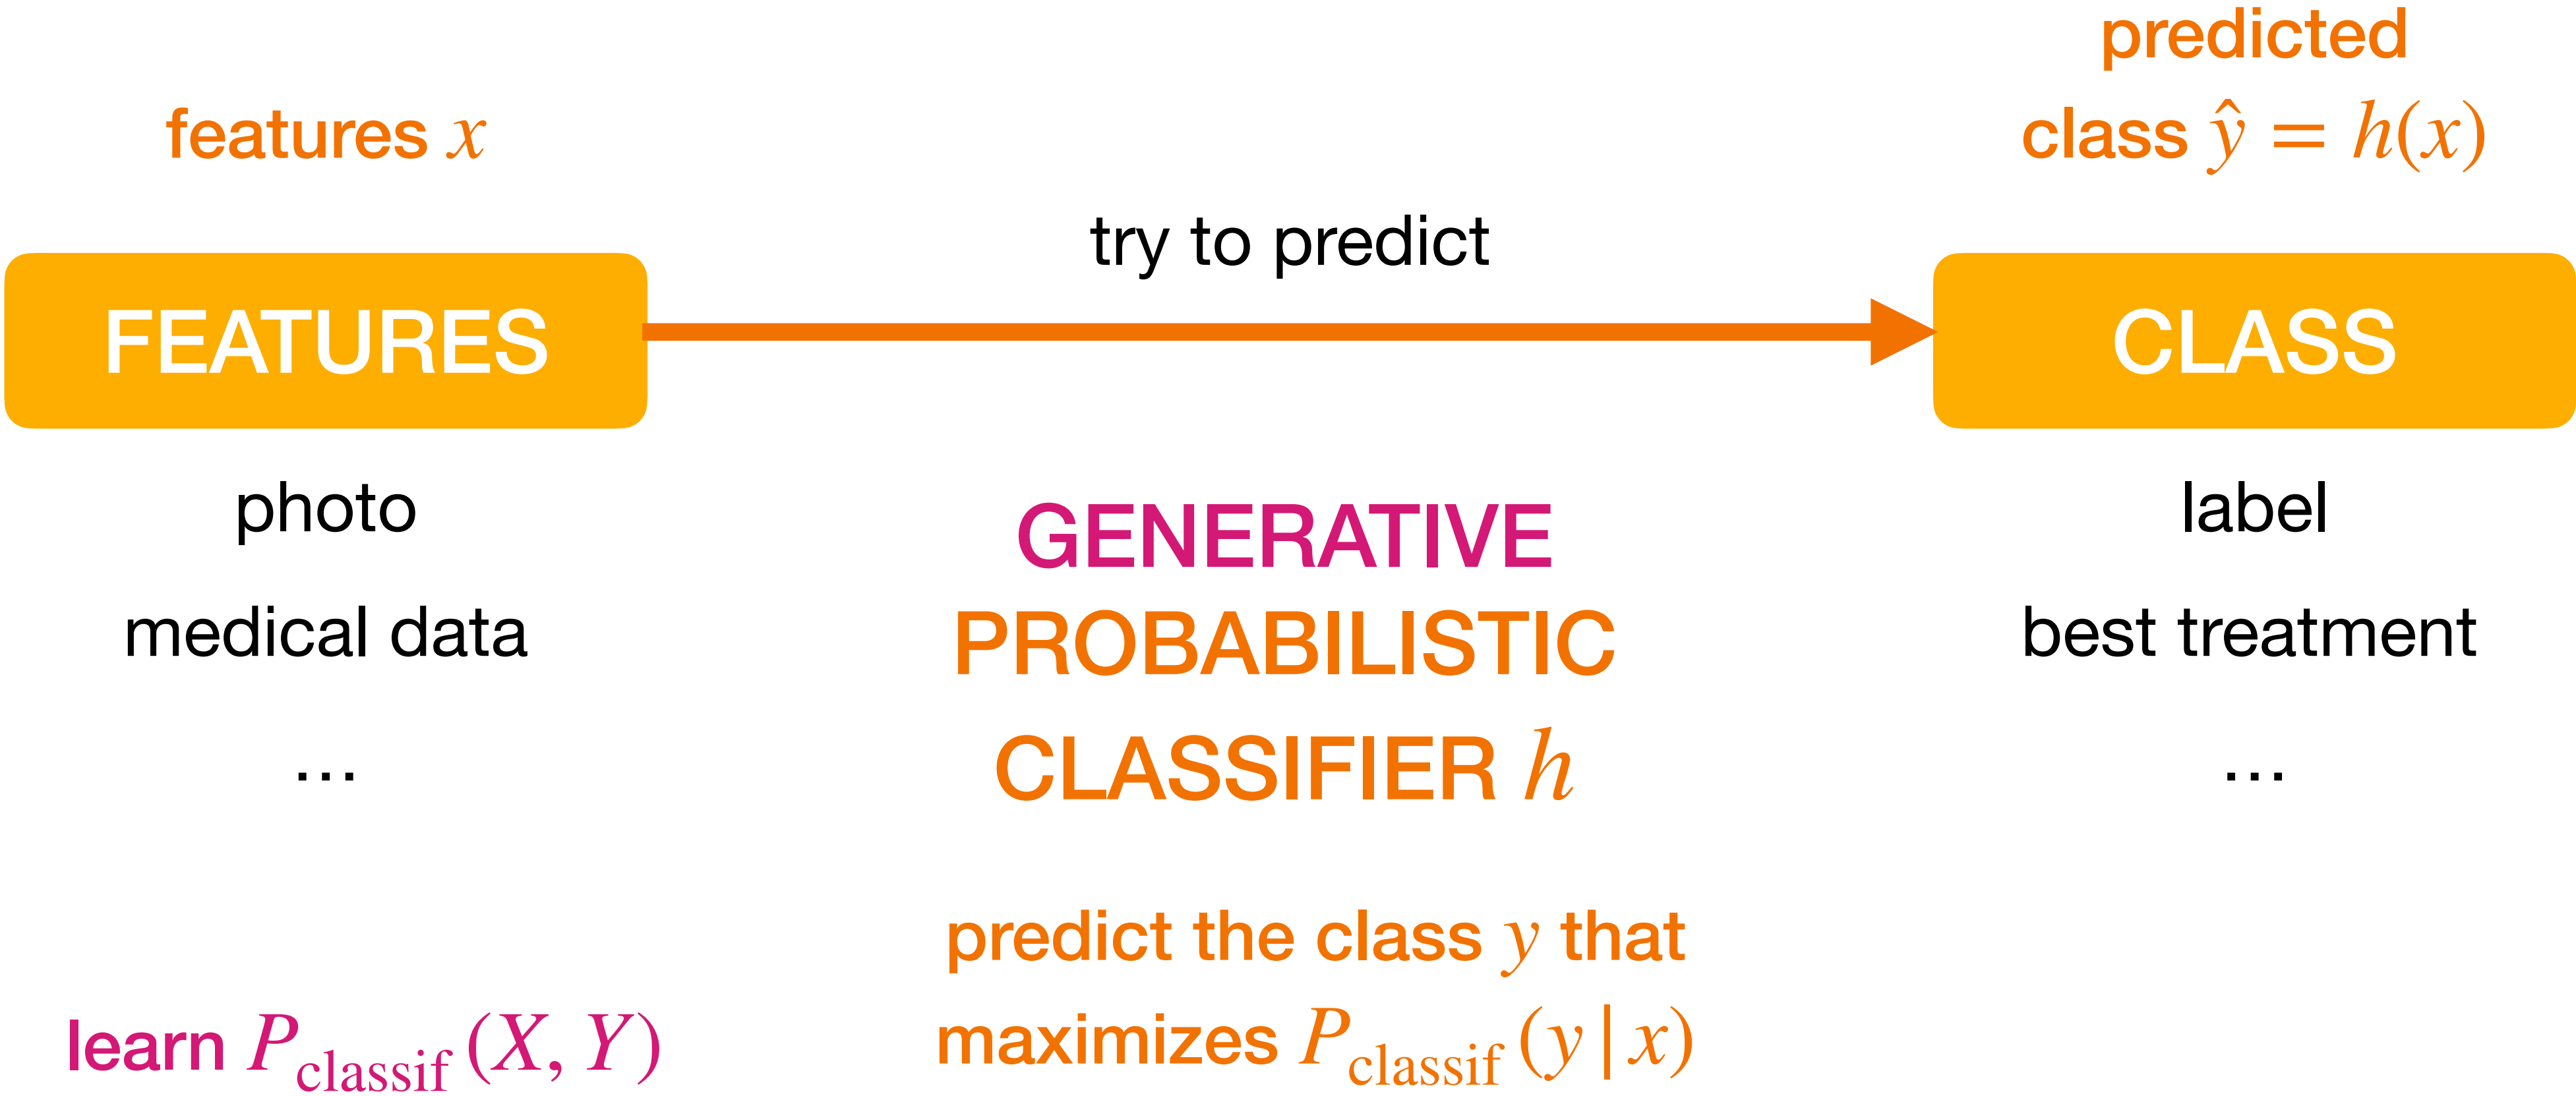 features x
predicted
class ŷ = h(x)
try to predict
FEATURES
CLASS
photo
medical data
...
GENERATIVE
PROBABILISTIC
CLASSIFIER h
label
best treatment
...
learn P_classif (X, Y)
predict the class y that
maximizes P_classif (y | x)